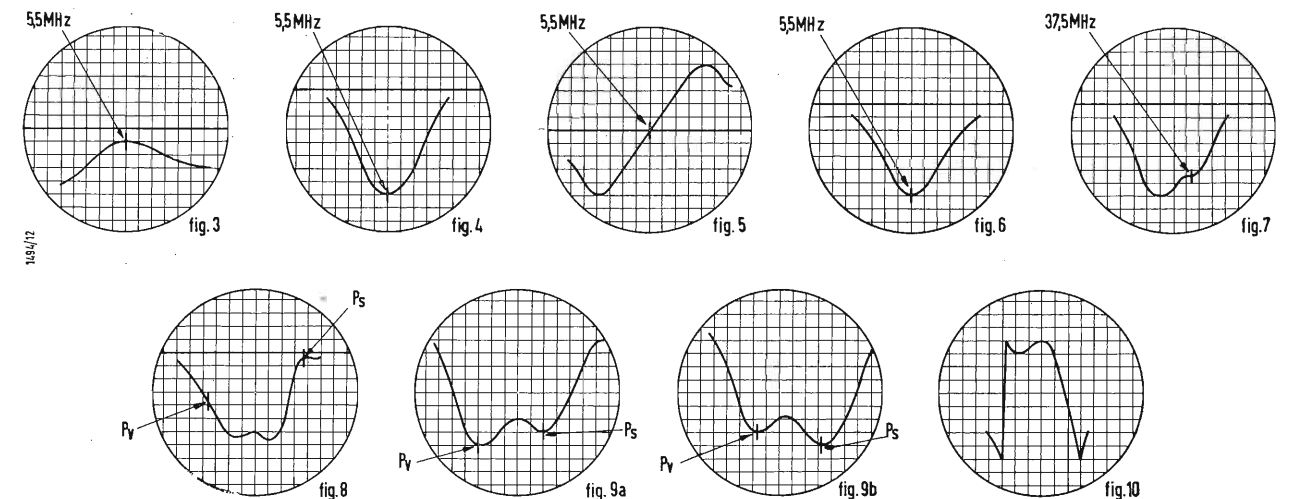 5,5MHz
5,5MHz
5,5MHz
5,5MHz
37,5MHz
fig.3
fig.4
fig.5
fig.6
fig.7
1494/12
PV
PS
fig.8
PV
PS
fig.9a
PV
PS
fig.9b
fig.10